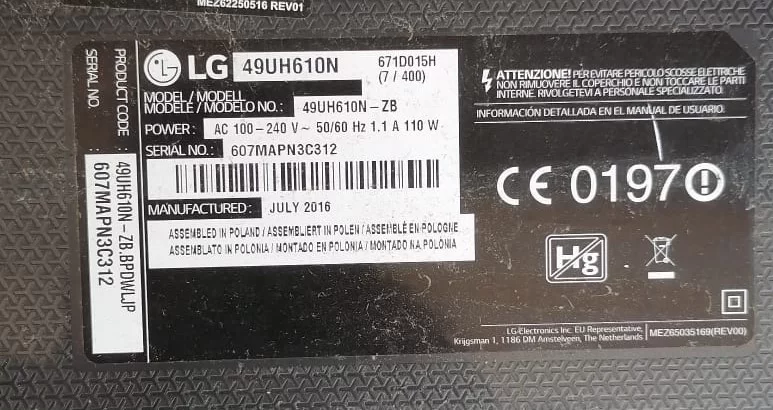 MEZ62250516 REV01
LG 49UH610N 671D015H
(7 / 400)
MODEL / MODELL
MODÈLE / MODELO NO.: 49UH610N-ZB
POWER: AC 100-240 V~ 50/60 Hz 1.1 A 110 W
SERIAL NO.: 607MAPN3C312
MANUFACTURED: JULY 2016
ASSEMBLED IN POLAND / ASSEMBLIERT IN POLEN / ASSEMBLÉ EN POLOGNE
ASSEMBLATO IN POLONIA / MONTADO EN POLONIA / MONTADO NA POLONIA
PRODUCT CODE : 49UH610N-ZB.BPDWLJP
SERIAL NO. : 607MAPN3C312
ATTENZIONE! PER EVITARE PERICOLO SCOSSE ELETTRICHE
NON RIMUOVERE IL COPERCHIO E NON TOCCARE LE PARTI
INTERNE. RIVOLGETEVI A PERSONALE SPECIALIZZATO.
INFORMACIÓN DETALLADA EN EL MANUAL DE USUARIO.
CE 0197
Hg
LG Electronics Inc. EU Representative,
Krijgsman 1, 1186 DM Amstelveen, The Netherlands
MEZ65035169(REV00)